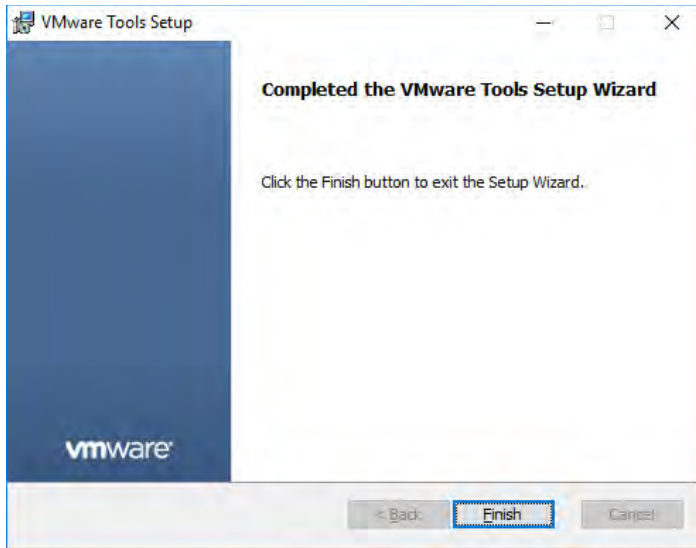 VMware Tools Setup
Completed the VMware Tools Setup Wizard
Click the Finish button to exit the Setup Wizard.
vmware
< Back
Finish
Cancel